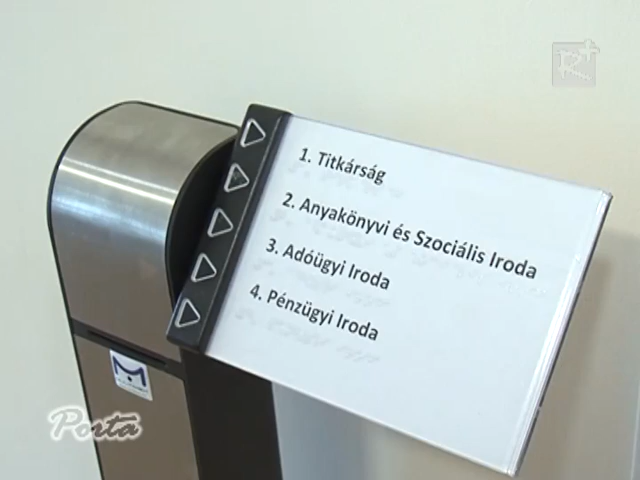 R+
1. Titkárság
2. Anyakönyvi és Szociális Iroda
3. Adóügyi Iroda
4. Pénzügyi Iroda
M
Porta